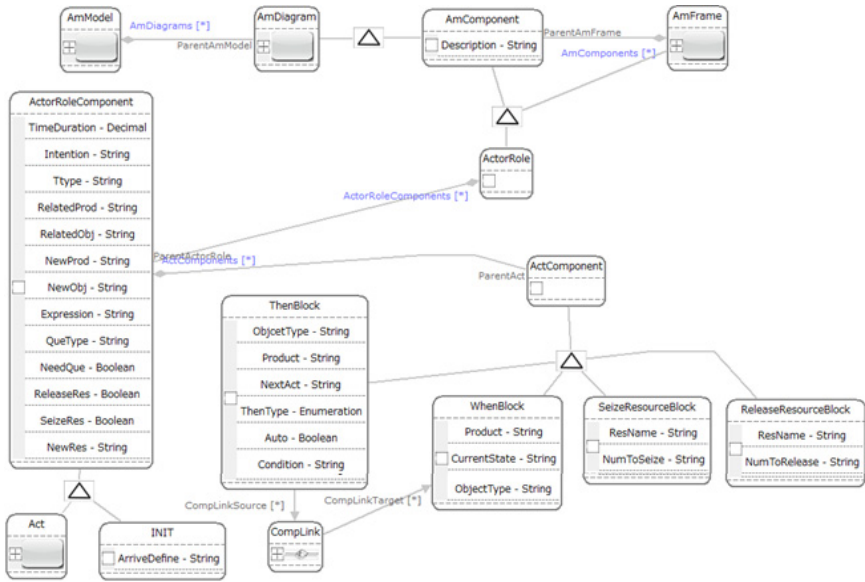 AmModel
AmDiagrams [*]
ParentAmModel
AmDiagram
AmComponent
Description - String
ParentAmFrame
AmComponents [*]
AmFrame
ActorRoleComponent
TimeDuration - Decimal
Intention - String
Ttype - String
RelatedProd - String
RelatedObj - String
NewProd - String
NewObj - String
Expression - String
QueType - String
NeedQue - Boolean
ReleaseRes - Boolean
SeizeRes - Boolean
NewRes - String
ActorRole
ActorRoleComponents [*]
ParentActorRole
ActComponents [*]
ParentAct
ActComponent
ThenBlock
ObjcetType - String
Product - String
NextAct - String
ThenType - Enumeration
Auto - Boolean
Condition - String
WhenBlock
Product - String
CurrentState - String
ObjectType - String
SeizeResourceBlock
ResName - String
NumToSeize - String
ReleaseResourceBlock
ResName - String
NumToRelease - String
CompLinkSource [*]
CompLinkTarget [*]
Act
INIT
ArriveDefine - String
CompLink